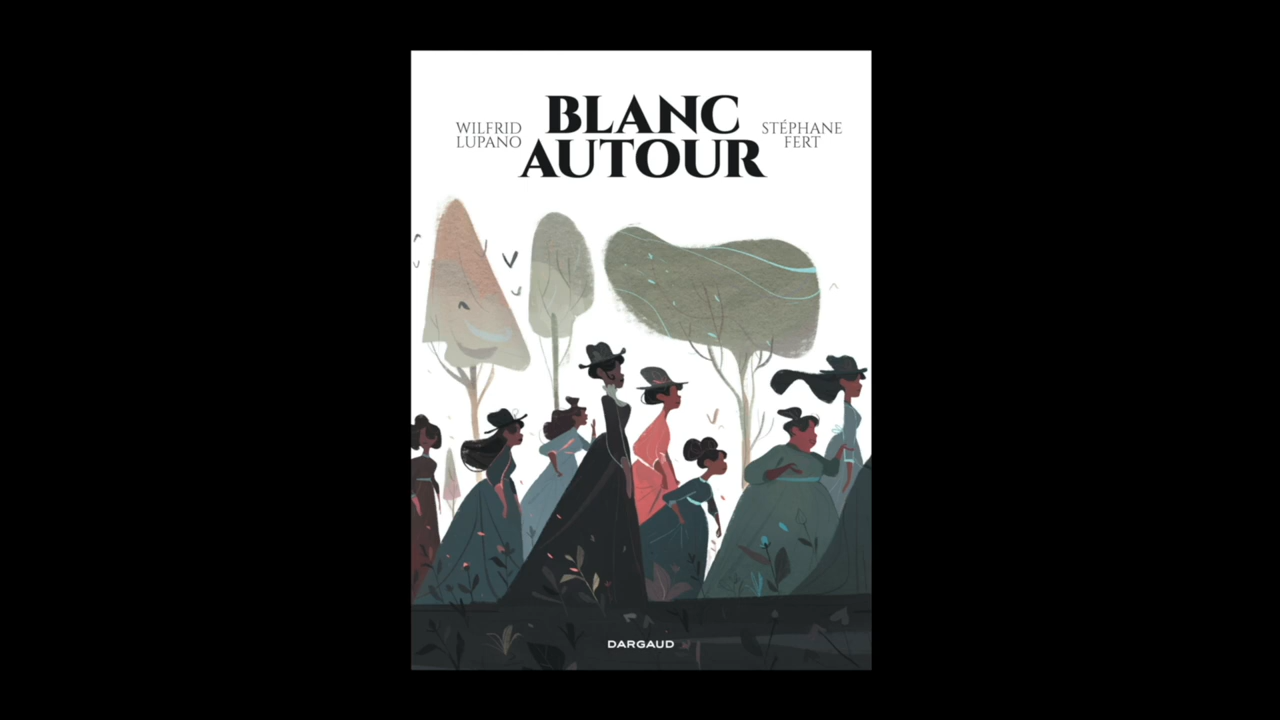 BLANC
AUTOUR
WILFRID
LUPANO
STÉPHANE
FERT
DARGAUD